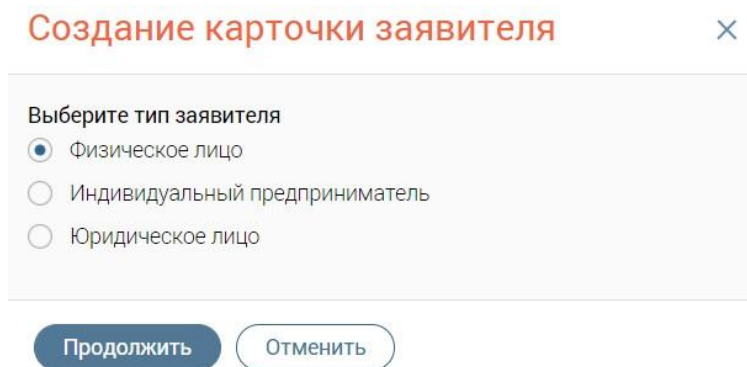 Создание карточки заявителя
Выберите тип заявителя
Физическое лицо
Индивидуальный предприниматель
Юридическое лицо
Продолжить Отменить